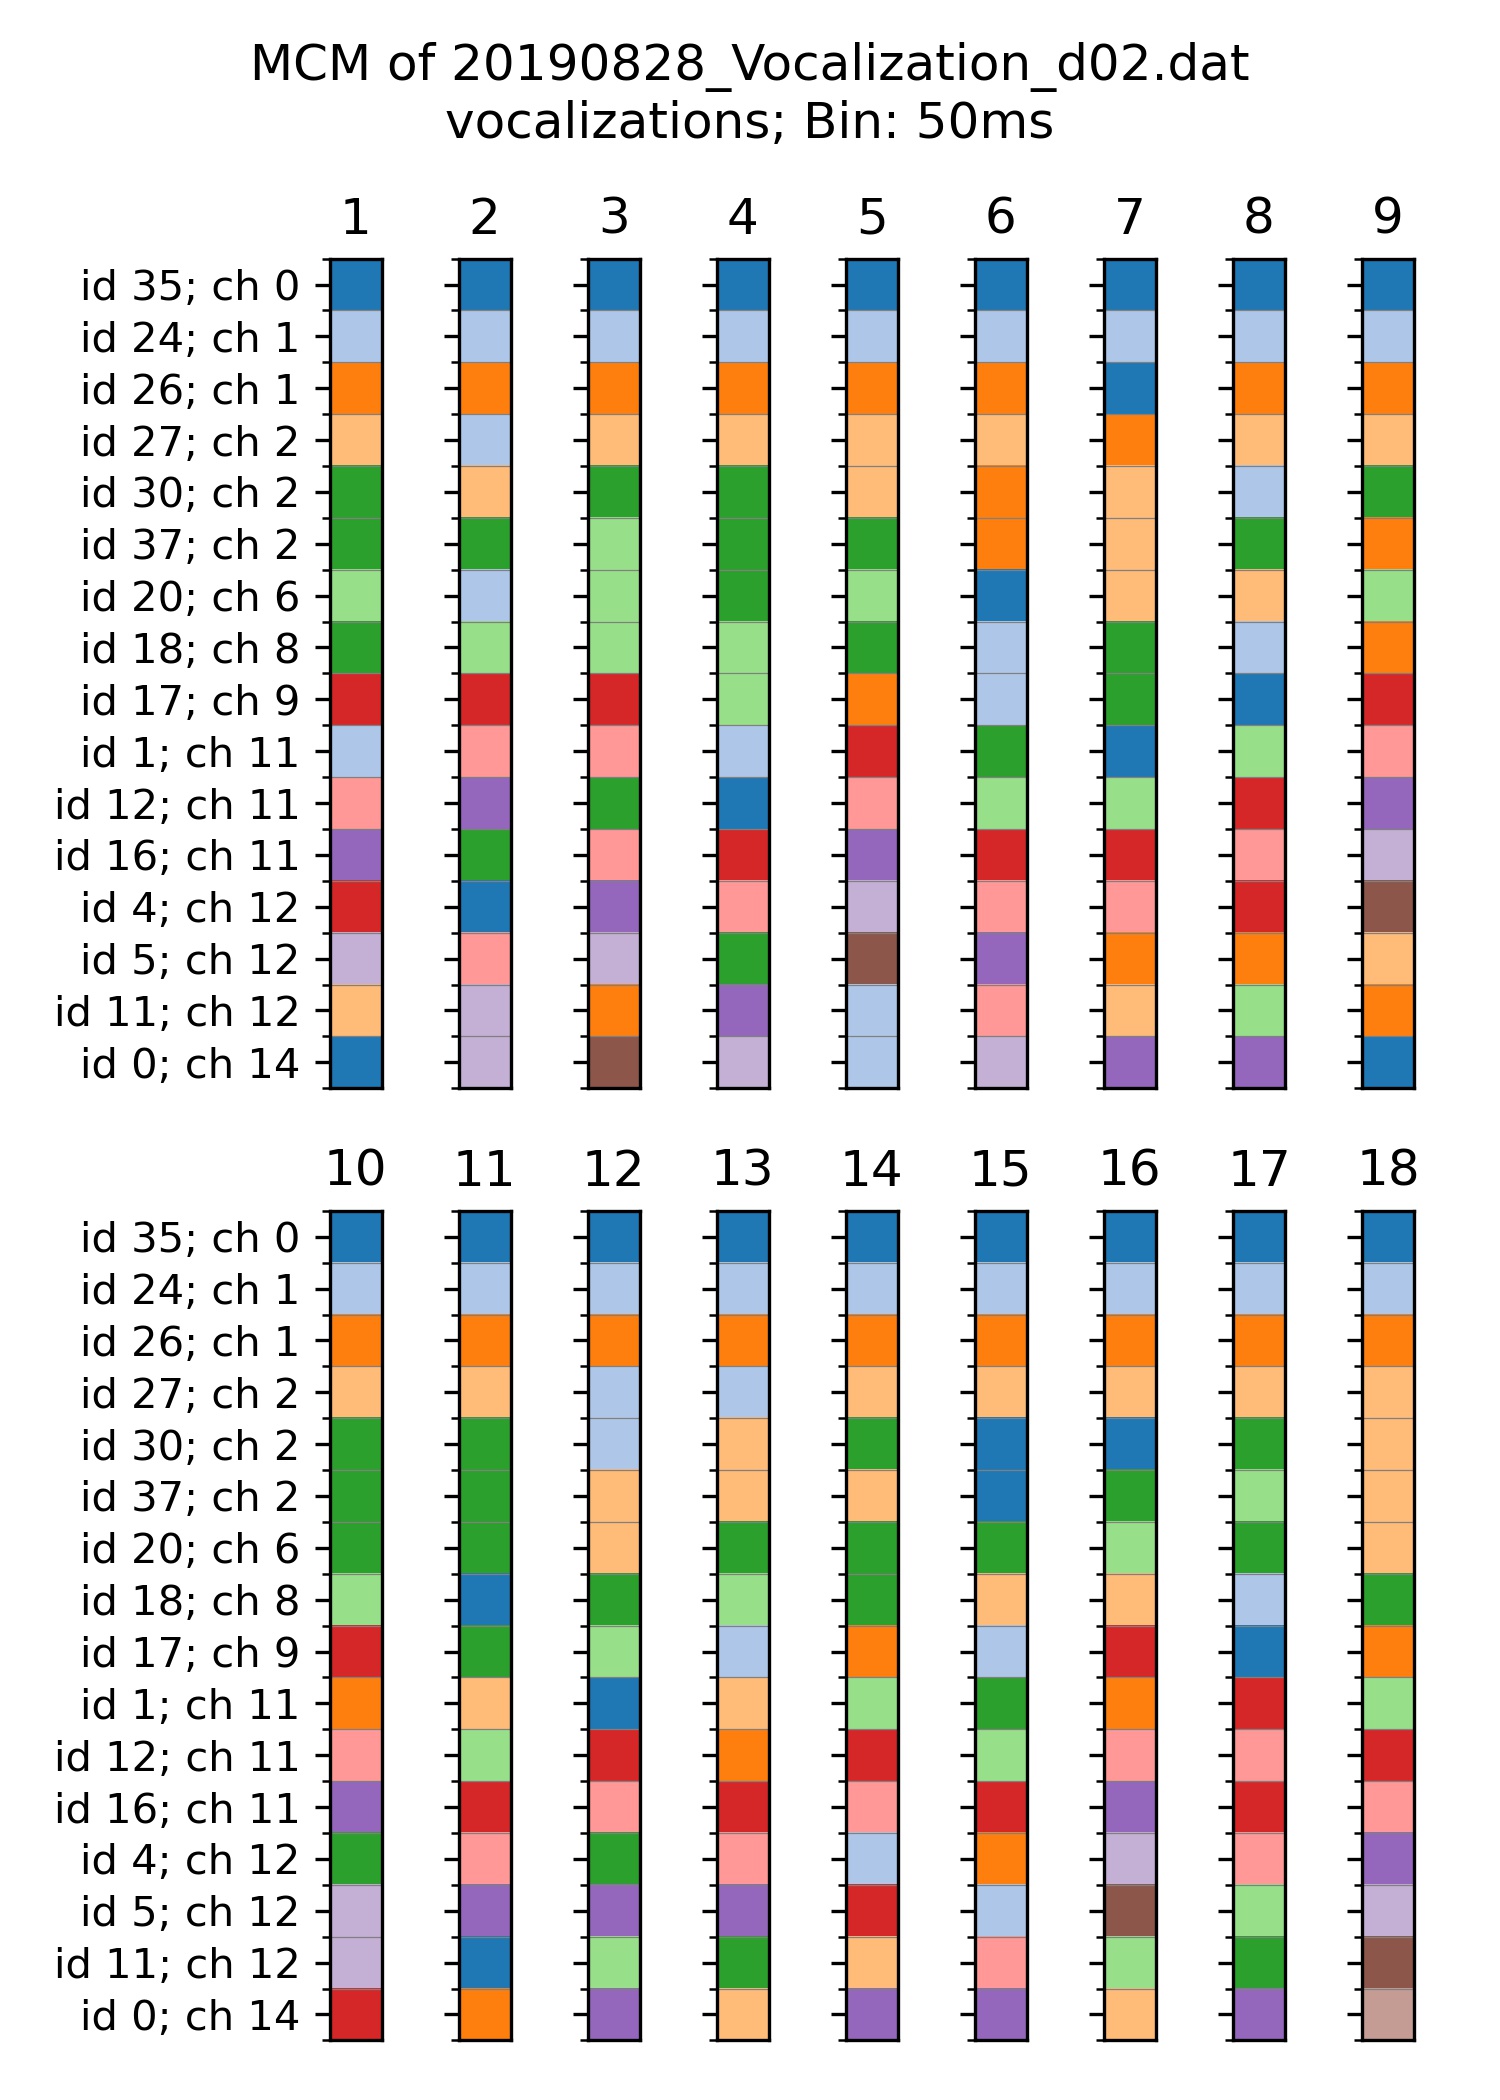 MCM of 20190828_Vocalization_d02.dat
vocalizations; Bin: 50ms
1 2 3 4 5 6 7 8 9
id 35; ch 0
id 24; ch 1
id 26; ch 1
id 27; ch 2
id 30; ch 2
id 37; ch 2
id 20; ch 6
id 18; ch 8
id 17; ch 9
id 1; ch 11
id 12; ch 11
id 16; ch 11
id 4; ch 12
id 5; ch 12
id 11; ch 12
id 0; ch 14
10 11 12 13 14 15 16 17 18
id 35; ch 0
id 24; ch 1
id 26; ch 1
id 27; ch 2
id 30; ch 2
id 37; ch 2
id 20; ch 6
id 18; ch 8
id 17; ch 9
id 1; ch 11
id 12; ch 11
id 16; ch 11
id 4; ch 12
id 5; ch 12
id 11; ch 12
id 0; ch 14